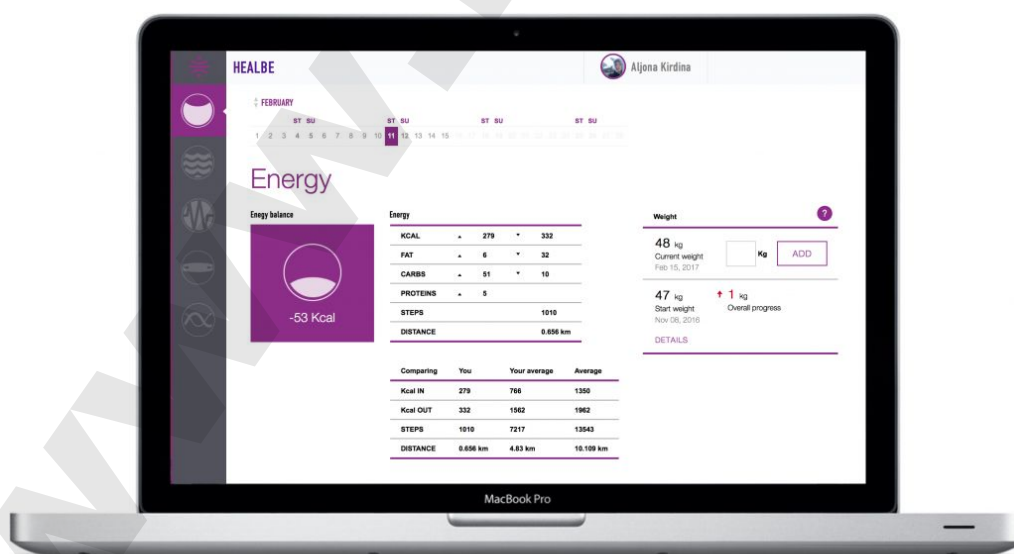 HEALBE
Aljona Kirdina
FEBRUARY
ST SU ST SU ST SU ST SU
1 2 3 4 5 6 7 8 9 10 11 12 13 14 15
Energy
Enegy balance
-53 Kcal
Energy
KCAL 279 332
FAT 6 32
CARBS 51 10
PROTEINS 5
STEPS 1010
DISTANCE 0.656 km
Comparing You Your average Average
Kcal IN 279 766 1350
Kcal OUT 332 1562 1962
STEPS 1010 7217 13543
DISTANCE 0.656 km 4.83 km 10.109 km
Weight ?
48 kg
Current weight
Feb 15, 2017
Kg ADD
47 kg
Start weight
Nov 06, 2016
1 kg
Overall progress
DETAILS
MacBook Pro